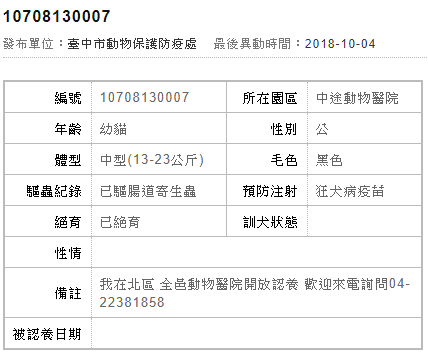 10708130007
發布單位：臺中市動物保護防疫處 最後異動時間：2018-10-04
編號 10708130007 所在園區 中途動物醫院
年齡 幼貓 性別 公
體型 中型(13-23公斤) 毛色 黑色
驅蟲紀錄 已驅腸道寄生蟲 預防注射 狂犬病疫苗
絕育 已絕育 訓犬狀態
性情
備註 我在北區 全邑動物醫院開放認養 歡迎來電詢問04-
22381858
被認養日期